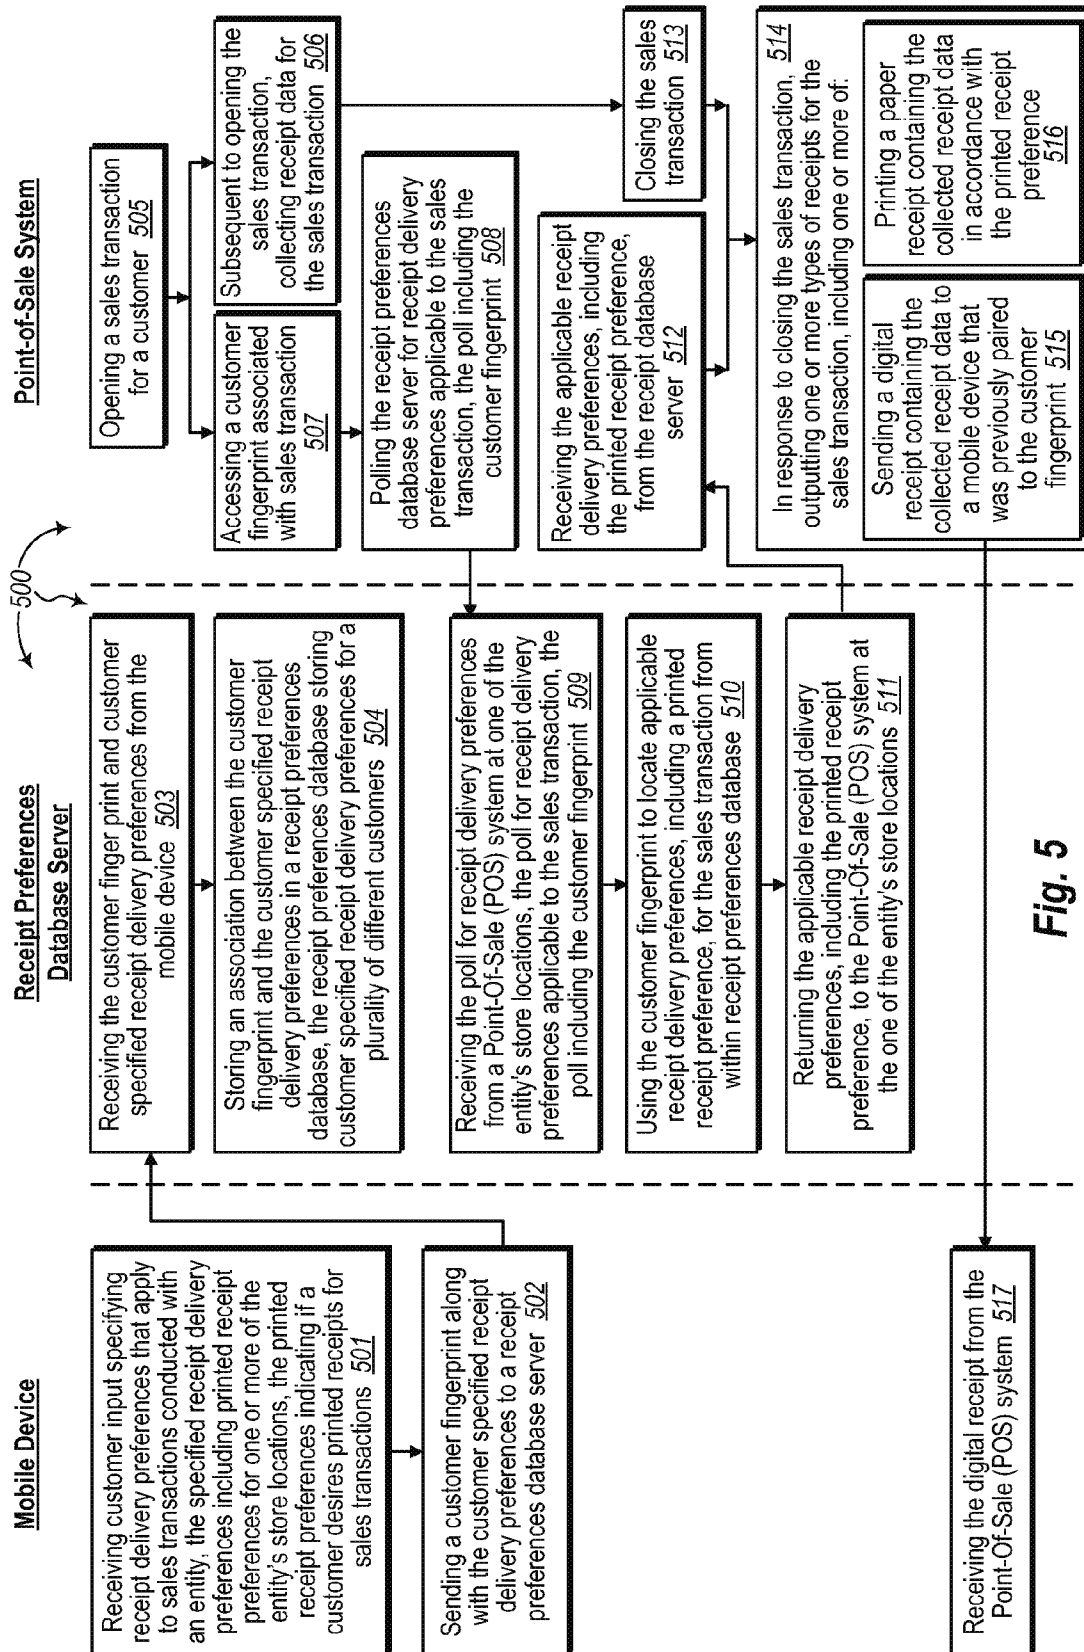 Mobile Device
Receiving customer input specifying
receipt delivery preferences that apply
to sales transactions conducted with
an entity, the specified receipt delivery
preferences including printed receipt
preferences for one or more of the
entity's store locations, the printed
receipt preferences indicating if a
customer desires printed receipts for
sales transactions 501
Sending a customer fingerprint along
with the customer specified receipt
delivery preferences to a receipt
preferences database server 502
Receiving the digital receipt from the
Point-Of-Sale (POS) system 517
Receipt Preferences
Database Server
500
Receiving the customer finger print and customer
specified receipt delivery preferences from the
mobile device 503
Storing an association between the customer
fingerprint and the customer specified receipt
delivery preferences in a receipt preferences
database, the receipt preferences database storing
customer specified receipt delivery preferences for a
plurality of different customers 504
Receiving the poll for receipt delivery preferences
from a Point-Of-Sale (POS) system at one of the
entity's store locations, the poll for receipt delivery
preferences applicable to the sales transaction, the
poll including the customer fingerprint 509
Using the customer fingerprint to locate applicable
receipt delivery preferences, including a printed
receipt preference, for the sales transaction from
within receipt preferences database 510
Returning the applicable receipt delivery
preferences, including the printed receipt
preference, to the Point-Of-Sale (POS) system at
the one of the entity's store locations 511
Point-of-Sale System
Opening a sales transaction
for a customer 505
Accessing a customer
fingerprint associated
with sales transaction
507
Subsequent to opening the
sales transaction,
collecting receipt data for
the sales transaction 506
Polling the receipt preferences
database server for receipt delivery
preferences applicable to the sales
transaction, the poll including the
customer fingerprint 508
Receiving the applicable receipt
delivery preferences, including
the printed receipt preference,
from the receipt database
server 512
Closing the sales
transaction 513
In response to closing the sales transaction, 514
outputting one or more types of receipts for the
sales transaction, including one or more of:
Sending a digital
receipt containing the
collected receipt data to
a mobile device that
was previously paired
to the customer
fingerprint 515
Printing a paper
receipt containing the
collected receipt data
in accordance with
the printed receipt
preference
516
Fig. 5